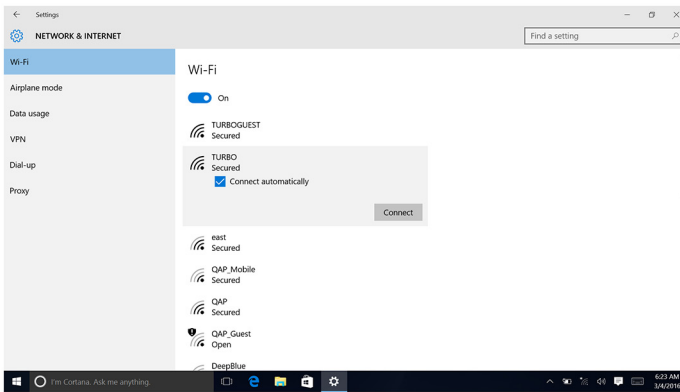 Settings
NETWORK & INTERNET
Find a setting
Wi-Fi
Airplane mode
Data usage
VPN
Dial-up
Proxy
Wi-Fi
On
TURBOGUEST
Secured
TURBO
Secured
Connect automatically
Connect
east
Secured
QAP_Mobile
Secured
QAP
Secured
QAP_Guest
Open
DeepBlue
I'm Cortana. Ask me anything.
6:23 AM
3/4/2016